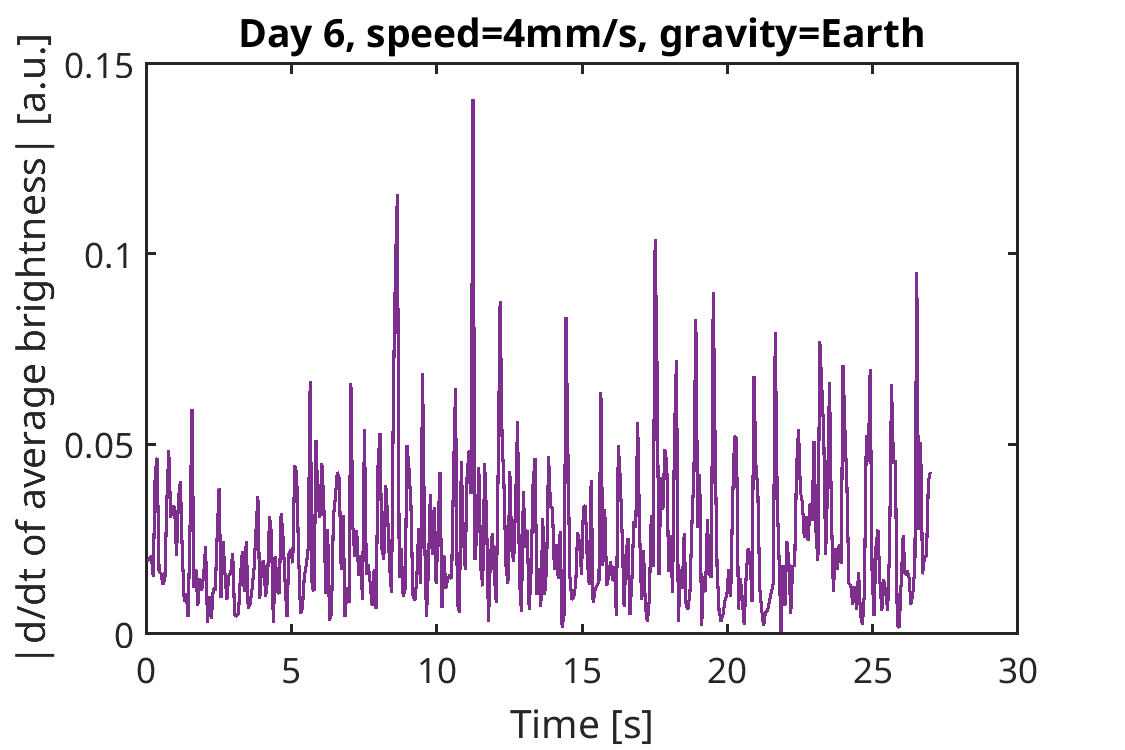 Day 6, speed=4mm/s, gravity=Earth
|d/dt of average brightness| [a.u.]
0.15
0.1
0.05
0
0 5 10 15 20 25 30
Time [s]